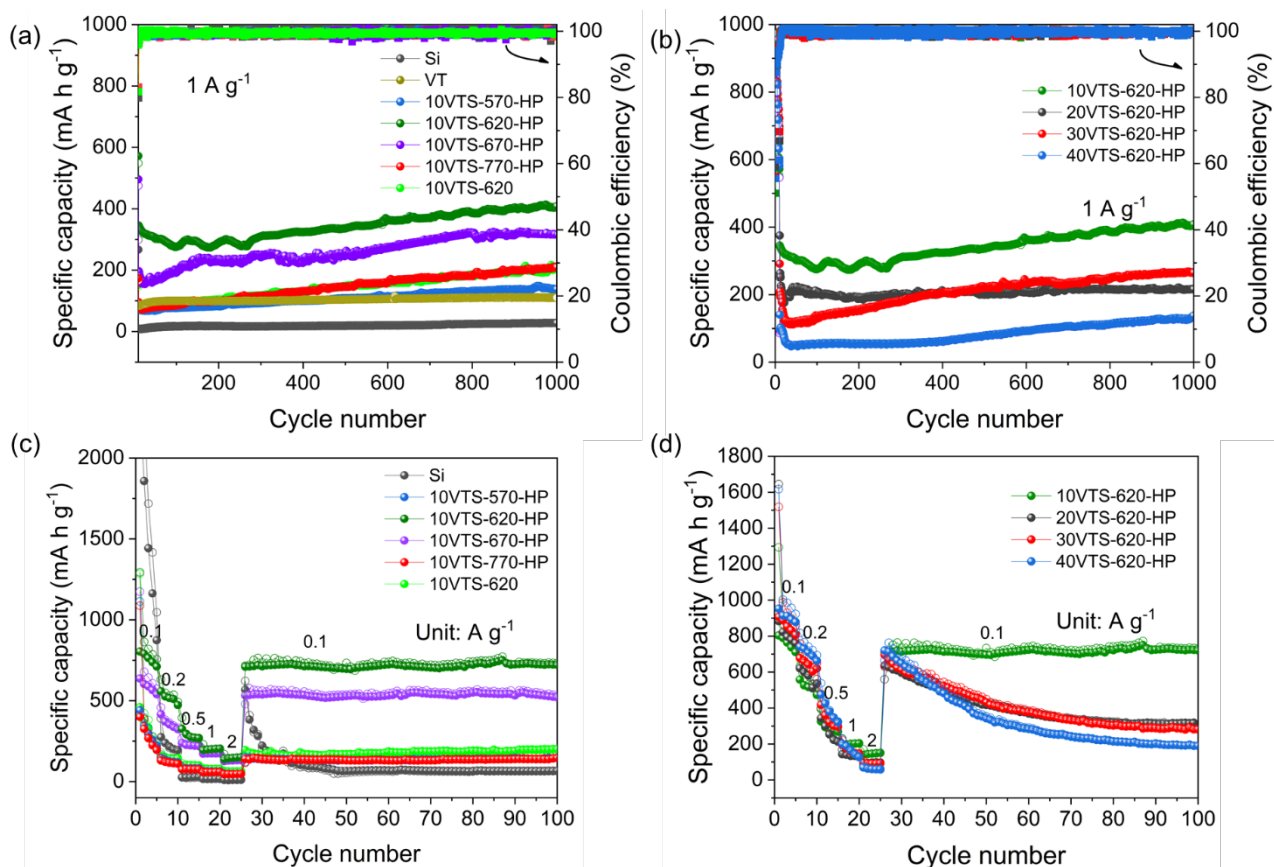 (a)
Specific capacity (mA h g⁻¹)
1000
800
600
400
200
0
1 A g⁻¹
Si
VT
10VTS-570-HP
10VTS-620-HP
10VTS-670-HP
10VTS-770-HP
10VTS-620
100
80
60
40
20
0
Coulombic efficiency (%)
200 400 600 800 1000
Cycle number
(b)
Specific capacity (mA h g⁻¹)
1000
800
600
400
200
0
10VTS-620-HP
20VTS-620-HP
30VTS-620-HP
40VTS-620-HP
1 A g⁻¹
100
80
60
40
20
0
Coulombic efficiency (%)
0 200 400 600 800 1000
Cycle number
(c)
Specific capacity (mA h g⁻¹)
2000
1500
1000
500
0
Si
10VTS-570-HP
10VTS-620-HP
10VTS-670-HP
10VTS-770-HP
10VTS-620
Unit: A g⁻¹
0.1
0.2
0.5
1
2
0.1
0 10 20 30 40 50 60 70 80 90 100
Cycle number
(d)
Specific capacity (mA h g⁻¹)
1800
1600
1400
1200
1000
800
600
400
200
0
10VTS-620-HP
20VTS-620-HP
30VTS-620-HP
40VTS-620-HP
Unit: A g⁻¹
0.1
0.2
0.5
1
2
0.1
0 10 20 30 40 50 60 70 80 90 100
Cycle number